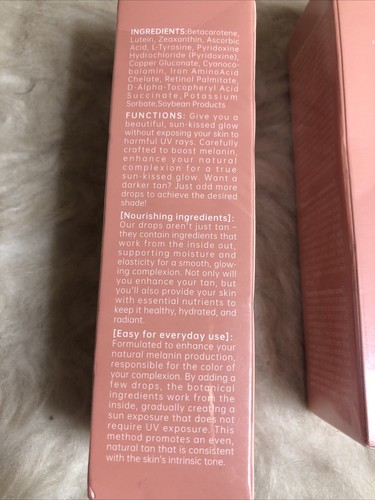 INGREDIENTS:Betacarotene,
Lutein, Zeaxanthin, Ascorbic
Acid, L-Tyrosine, Pyridoxine
Hydrochloride (Pyridoxine),
Copper Gluconate, Cyanoco-
balamin, Iron AminoAcid
Chelate, Retinol Palmitate,
D-Alpha-Tocopheryl Acid
Succinate,Potassium
Sorbate,Soybean Products
FUNCTIONS: Give you a
beautiful, sun-kissed glow
without exposing your skin to
harmful UV rays. Carefully
crafted to boost melanin,
enhance your natural
complexion for a true
sun-kissed glow. Want a
darker tan? Just add more
drops to achieve the desired
shade!
[Nourishing ingredients]:
Our drops aren't just tan –
they contain ingredients that
work from the inside out,
supporting moisture and
elasticity for a smooth, glow-
ing complexion. Not only will
you enhance your tan, but
you'll also provide your skin
with essential nutrients to
keep it healthy, hydrated, and
radiant.
[Easy for everyday use]:
Formulated to enhance your
natural melanin production,
responsible for the color of
your complexion. By adding a
few drops, the botanical
ingredients work from the
inside, gradually creating a
sun exposure that does not
require UV exposure. This
method promotes an even,
natural tan that is consistent
with the skin's intrinsic tone.